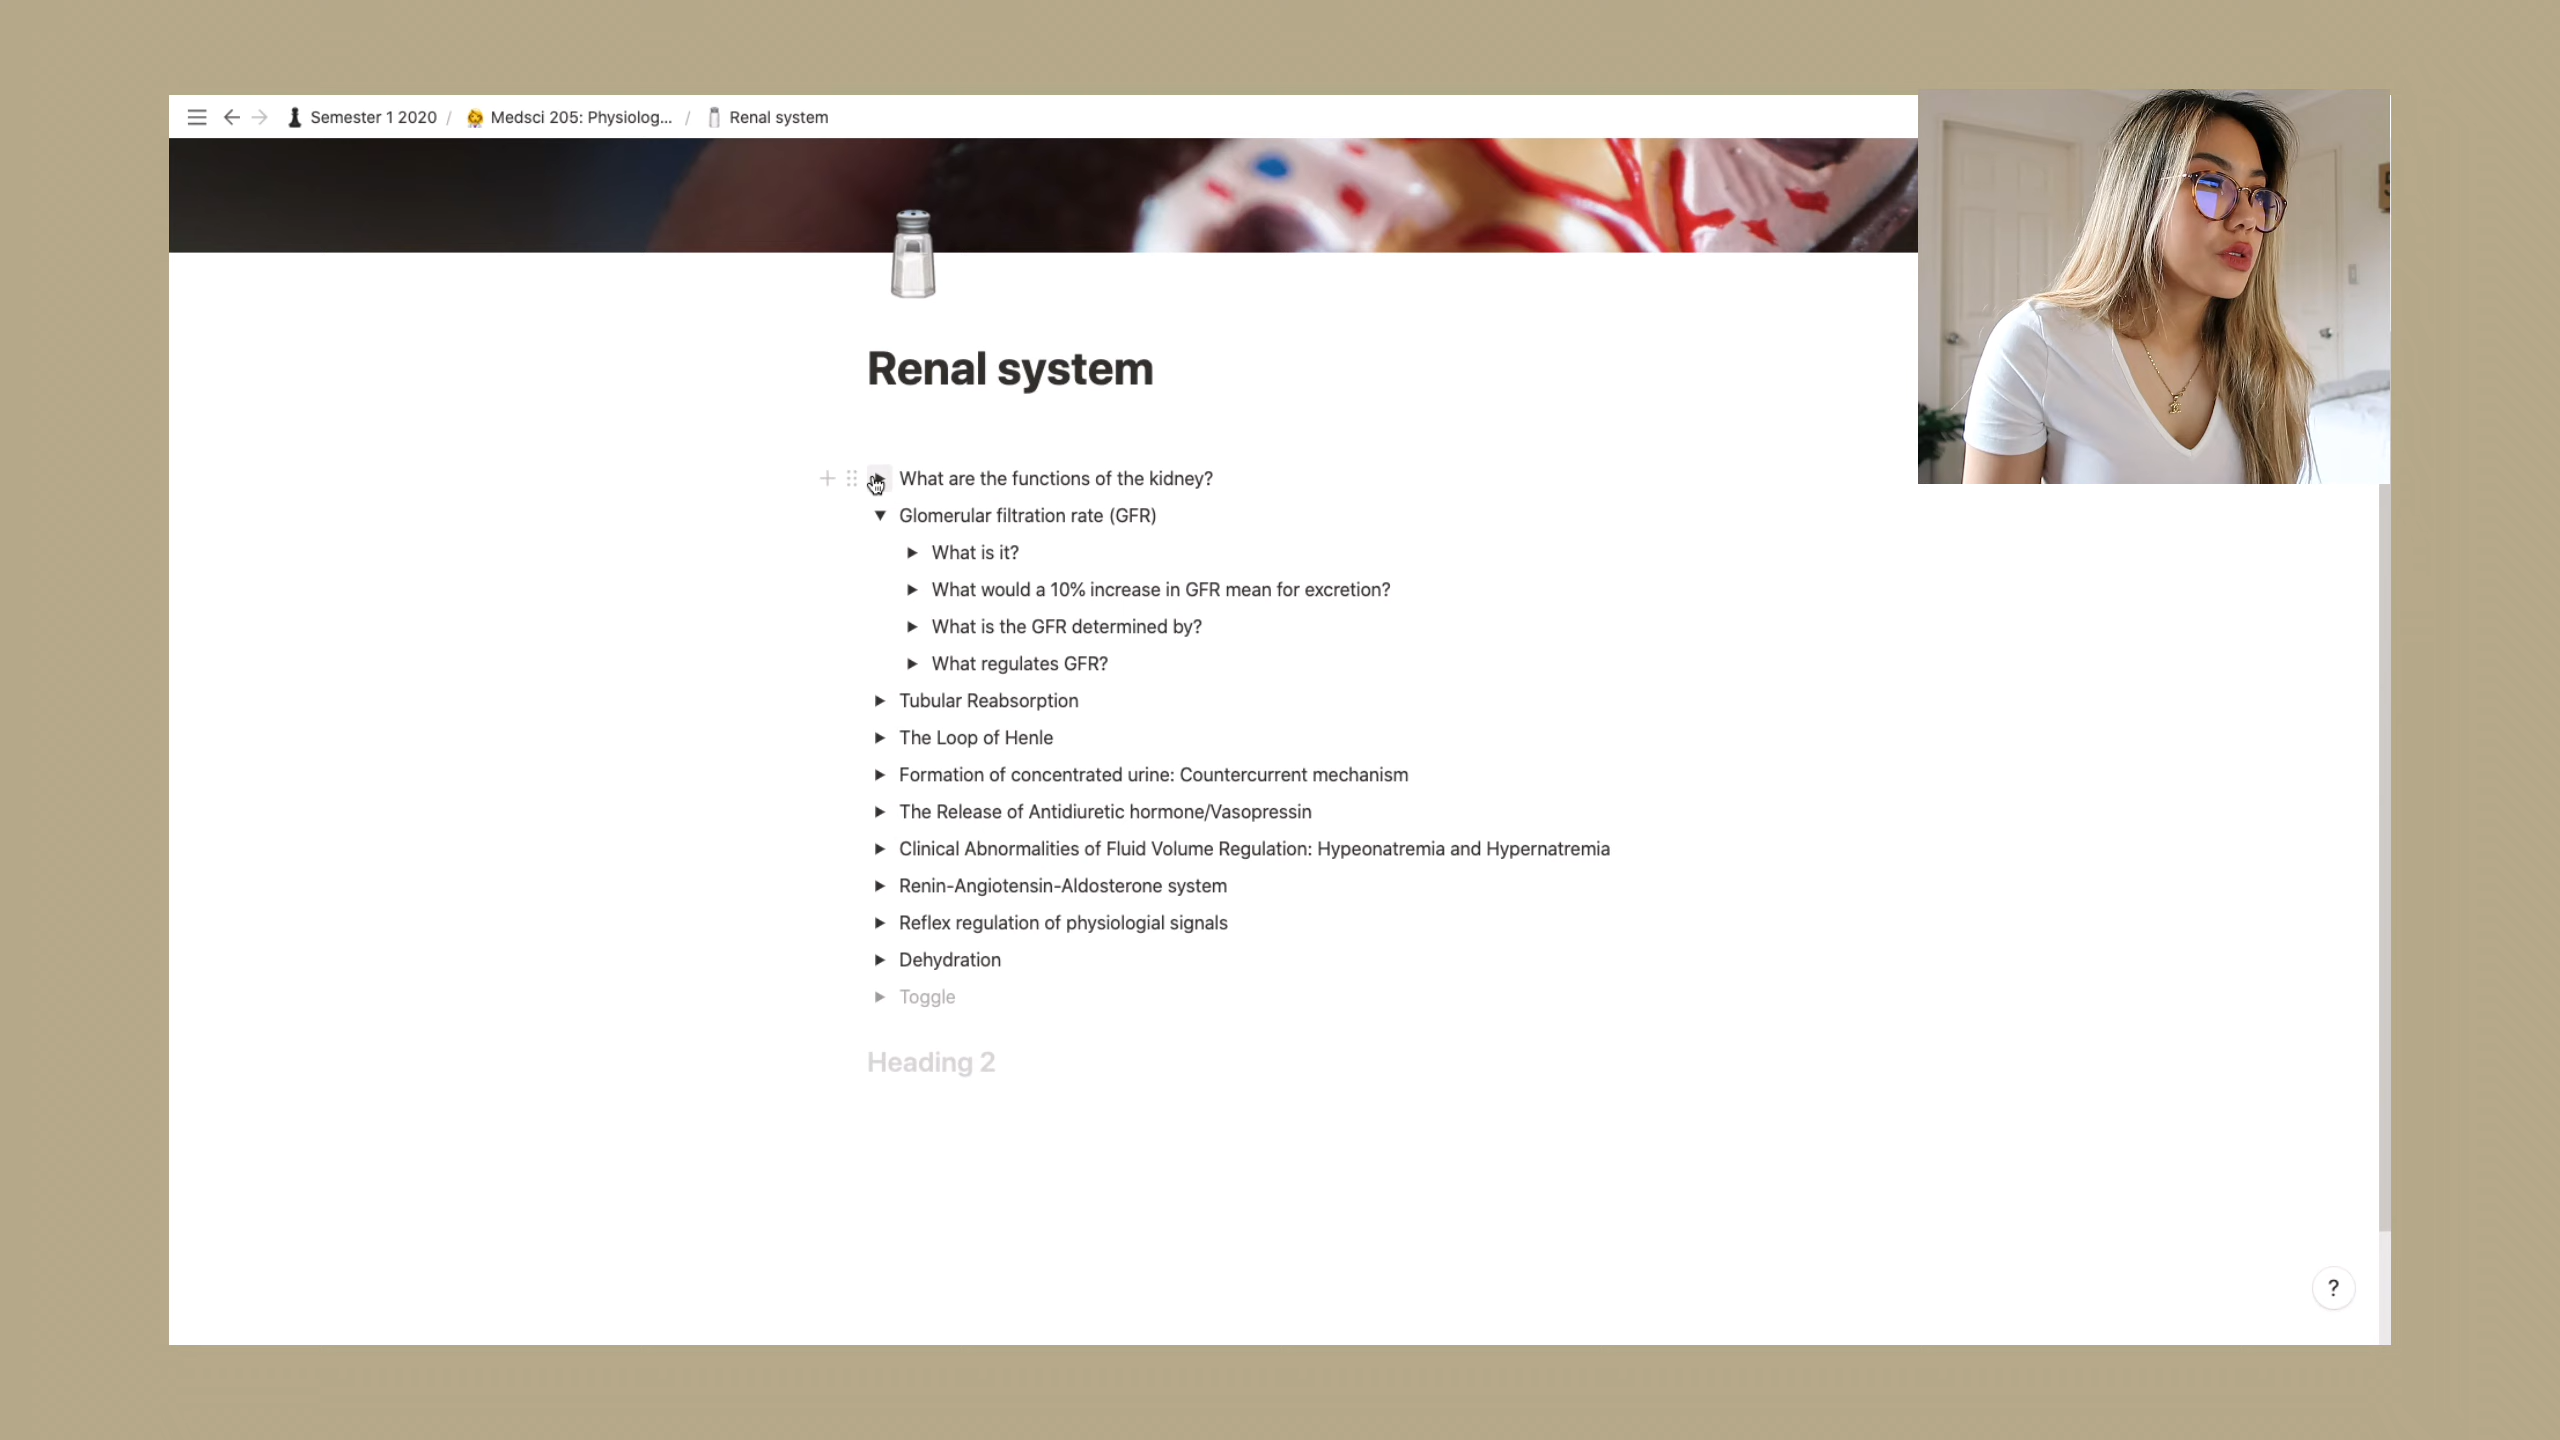 Semester 1 2020 / Medsci 205: Physiolog... / Renal system
Renal system
What are the functions of the kidney?
Glomerular filtration rate (GFR)
What is it?
What would a 10% increase in GFR mean for excretion?
What is the GFR determined by?
What regulates GFR?
Tubular Reabsorption
The Loop of Henle
Formation of concentrated urine: Countercurrent mechanism
The Release of Antidiuretic hormone/Vasopressin
Clinical Abnormalities of Fluid Volume Regulation: Hypeonatremia and Hypernatremia
Renin-Angiotensin-Aldosterone system
Reflex regulation of physiologial signals
Dehydration
Toggle
Heading 2
?